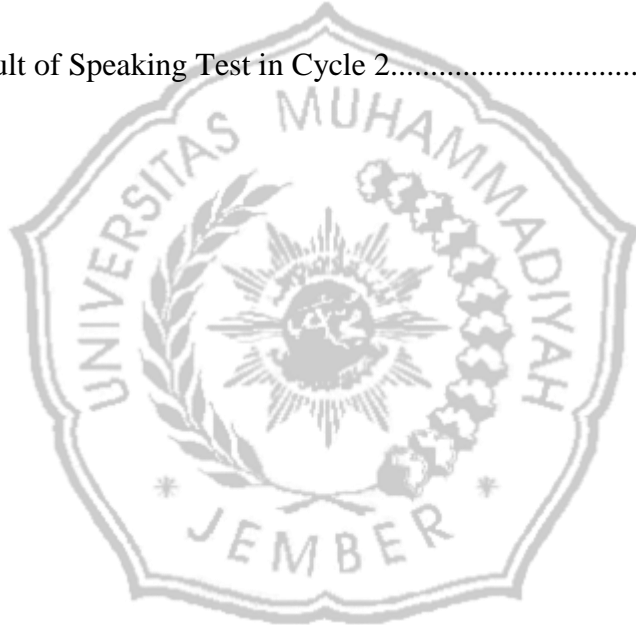 ult of Speaking Test in Cycle 2..............................
UNIVERSITAS MUHAMMADIYAH
JEMBER